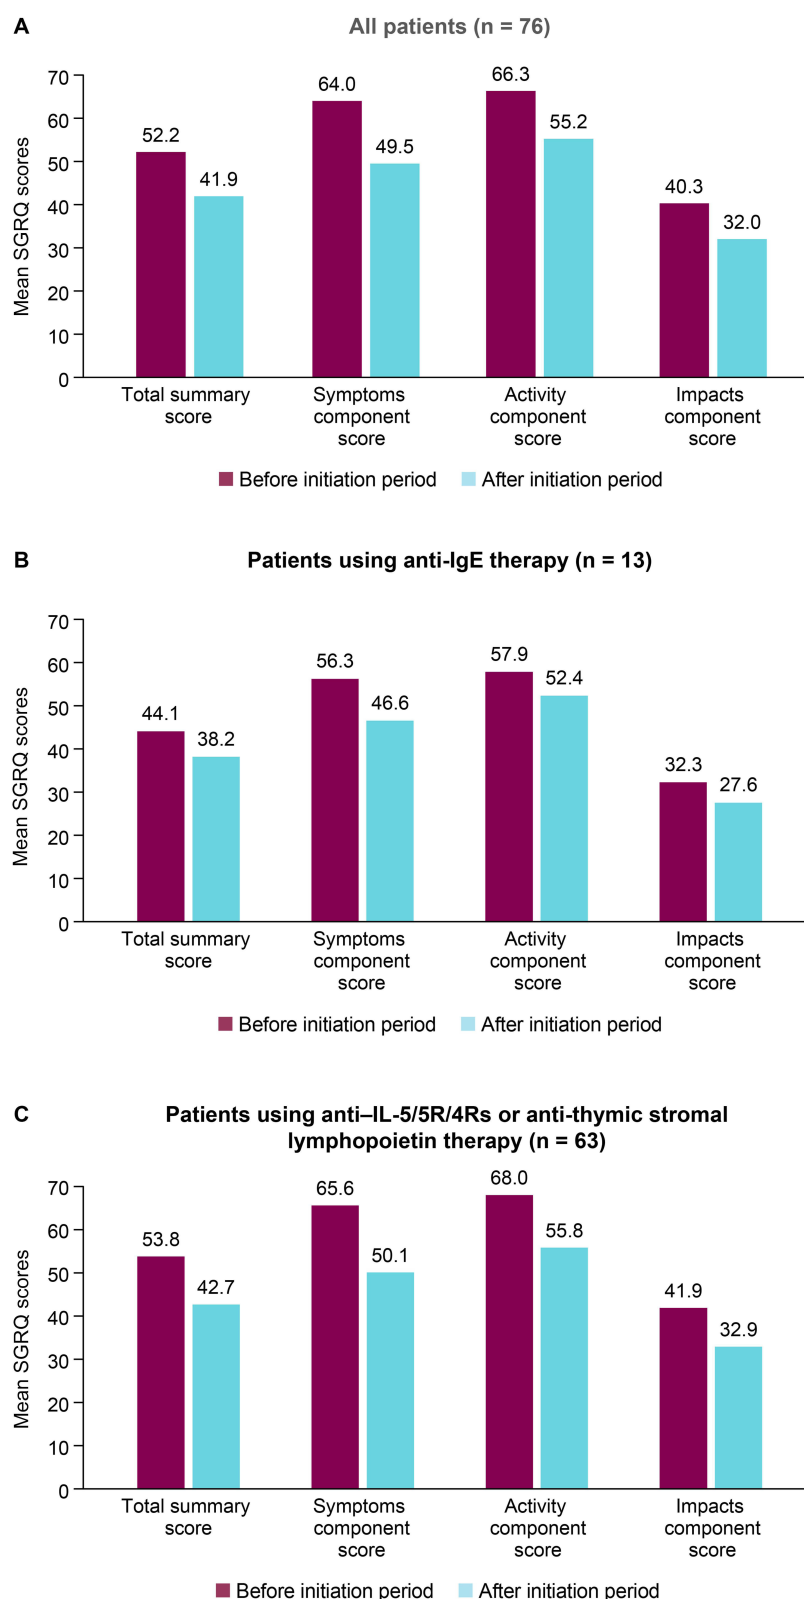 A
All patients (n = 76)
Mean SGRQ scores
70
60
50
40
30
20
10
0
52.2
41.9
64.0
49.5
66.3
55.2
40.3
32.0
Total summary
score
Symptoms
component
score
Activity
component
score
Impacts
component
score
Before initiation period
After initiation period
B
Patients using anti-IgE therapy (n = 13)
Mean SGRQ scores
70
60
50
40
30
20
10
0
44.1
38.2
56.3
46.6
57.9
52.4
32.3
27.6
Total summary
score
Symptoms
component
score
Activity
component
score
Impacts
component
score
Before initiation period
After initiation period
C
Patients using anti–IL-5/5R/4Rs or anti-thymic stromal
lymphopoietin therapy (n = 63)
Mean SGRQ scores
70
60
50
40
30
20
10
0
53.8
42.7
65.6
50.1
68.0
55.8
41.9
32.9
Total summary
score
Symptoms
component
score
Activity
component
score
Impacts
component
score
Before initiation period
After initiation period